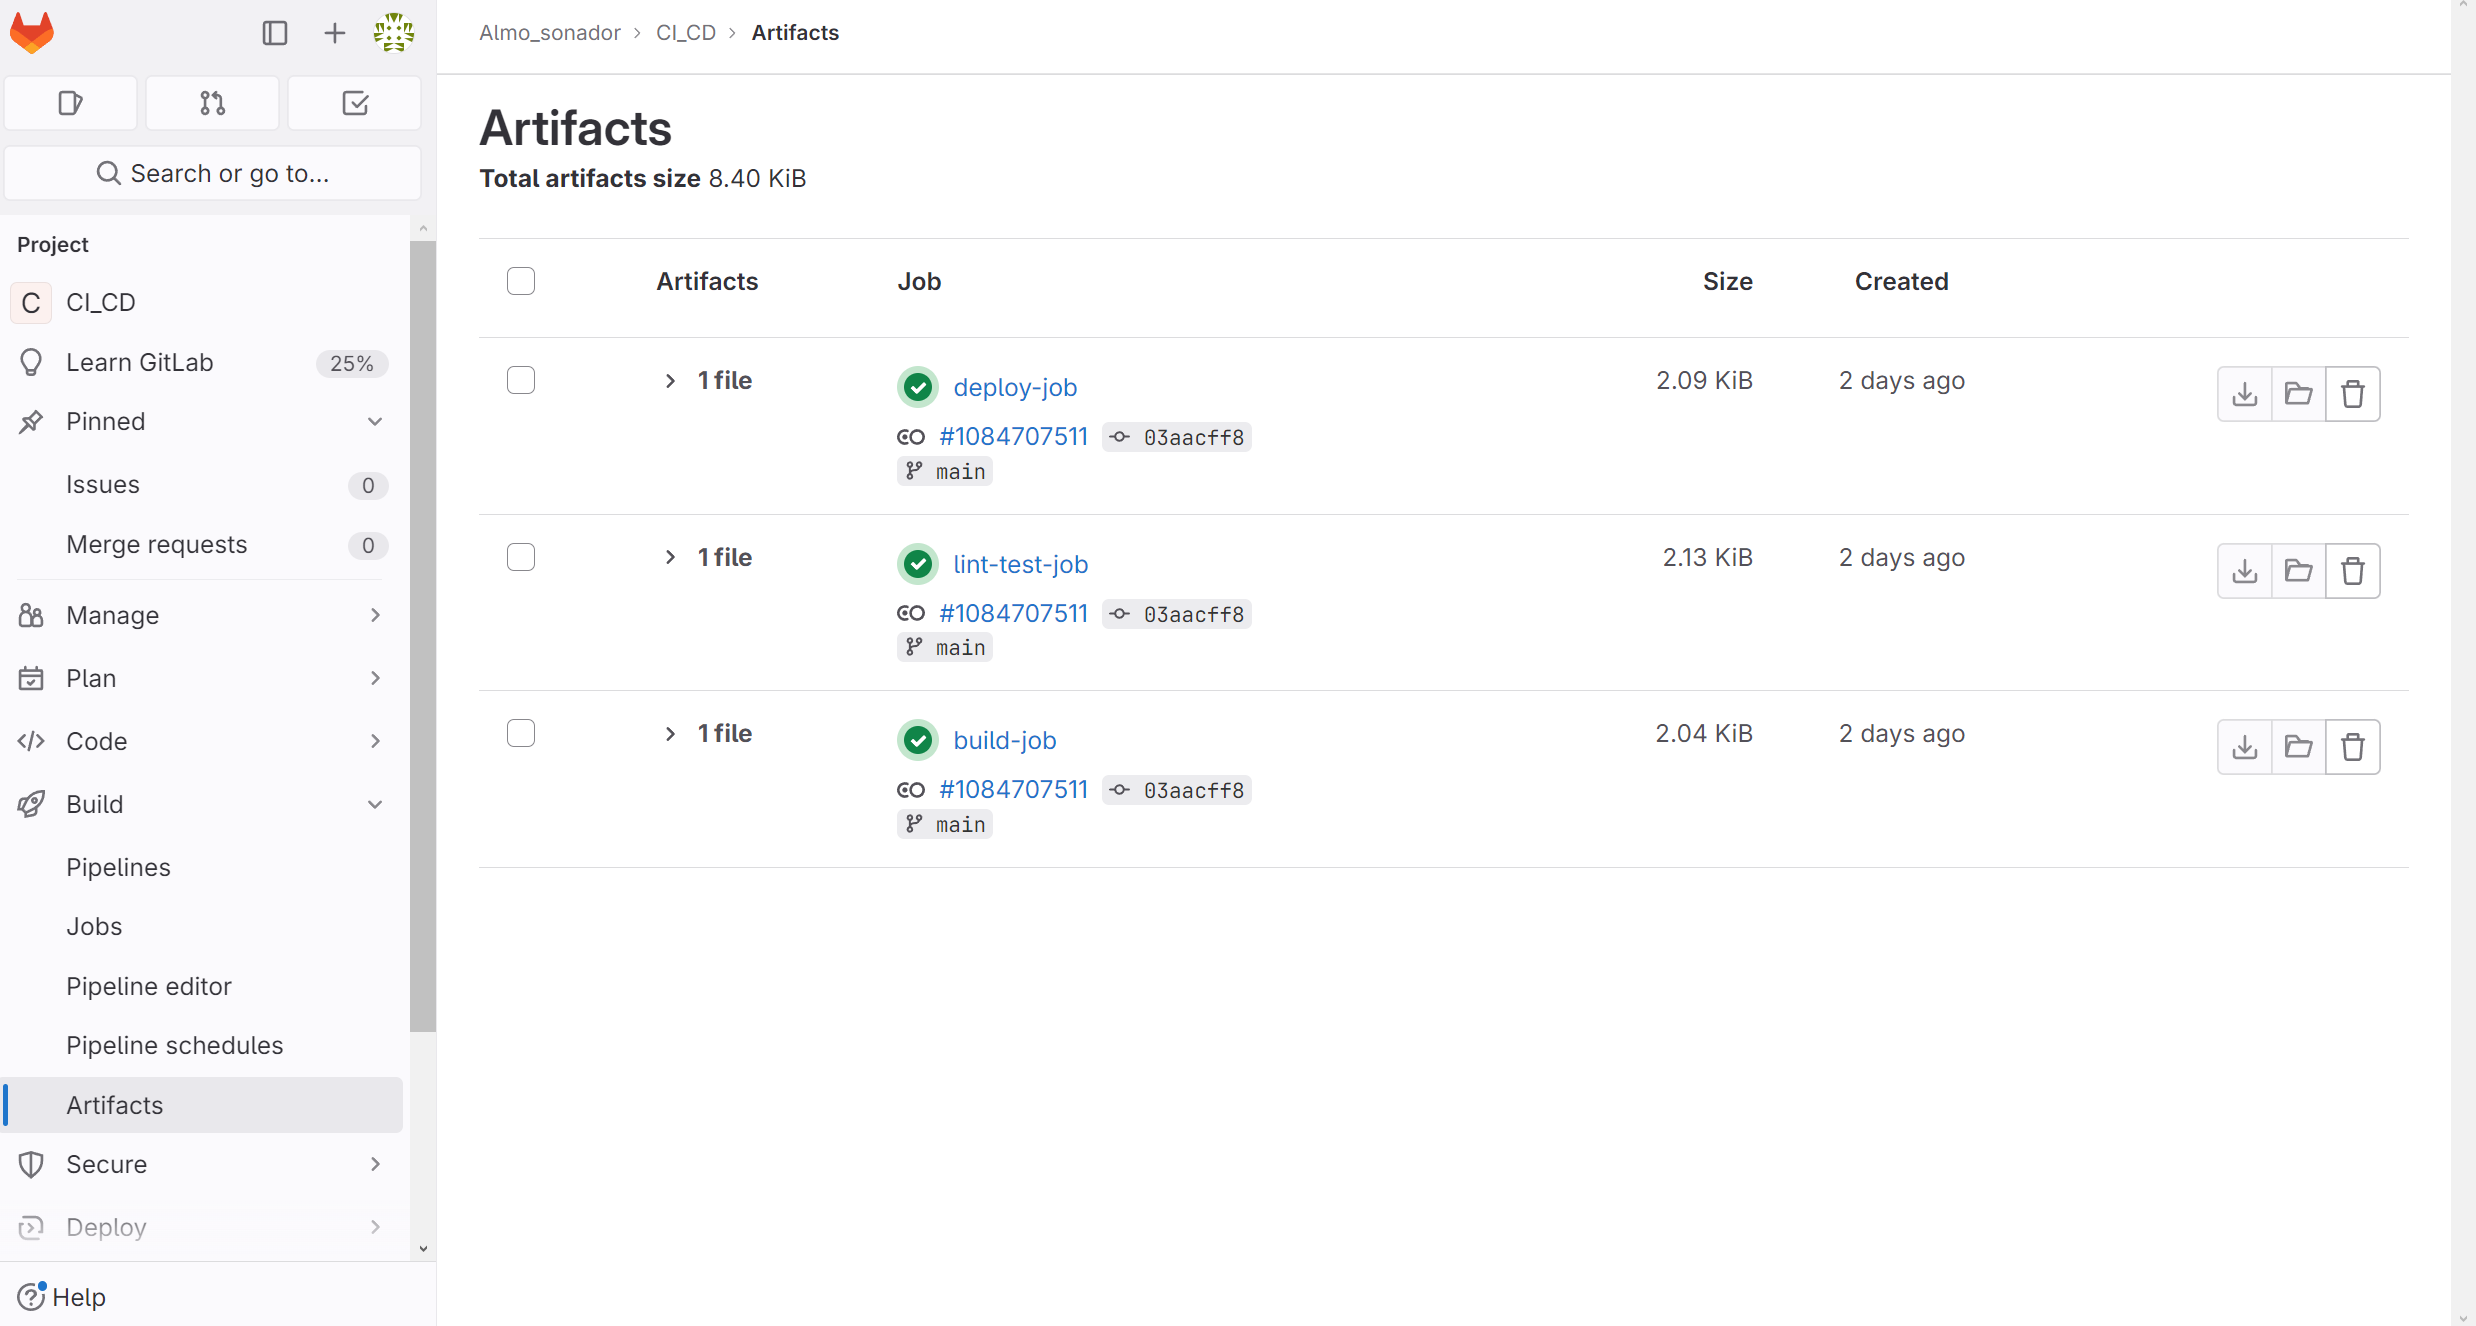 Almo_sonador > CI_CD > Artifacts
Search or go to...
Project
C CI_CD
Learn GitLab 25%
Pinned
Issues 0
Merge requests 0
Manage
Plan
Code
Build
Pipelines
Jobs
Pipeline editor
Pipeline schedules
Artifacts
Secure
Deploy
Help
Artifacts
Total artifacts size 8.40 KiB
Artifacts Job Size Created
1 file deploy-job 2.09 KiB 2 days ago
#1084707511 03aacff8
main
1 file lint-test-job 2.13 KiB 2 days ago
#1084707511 03aacff8
main
1 file build-job 2.04 KiB 2 days ago
#1084707511 03aacff8
main